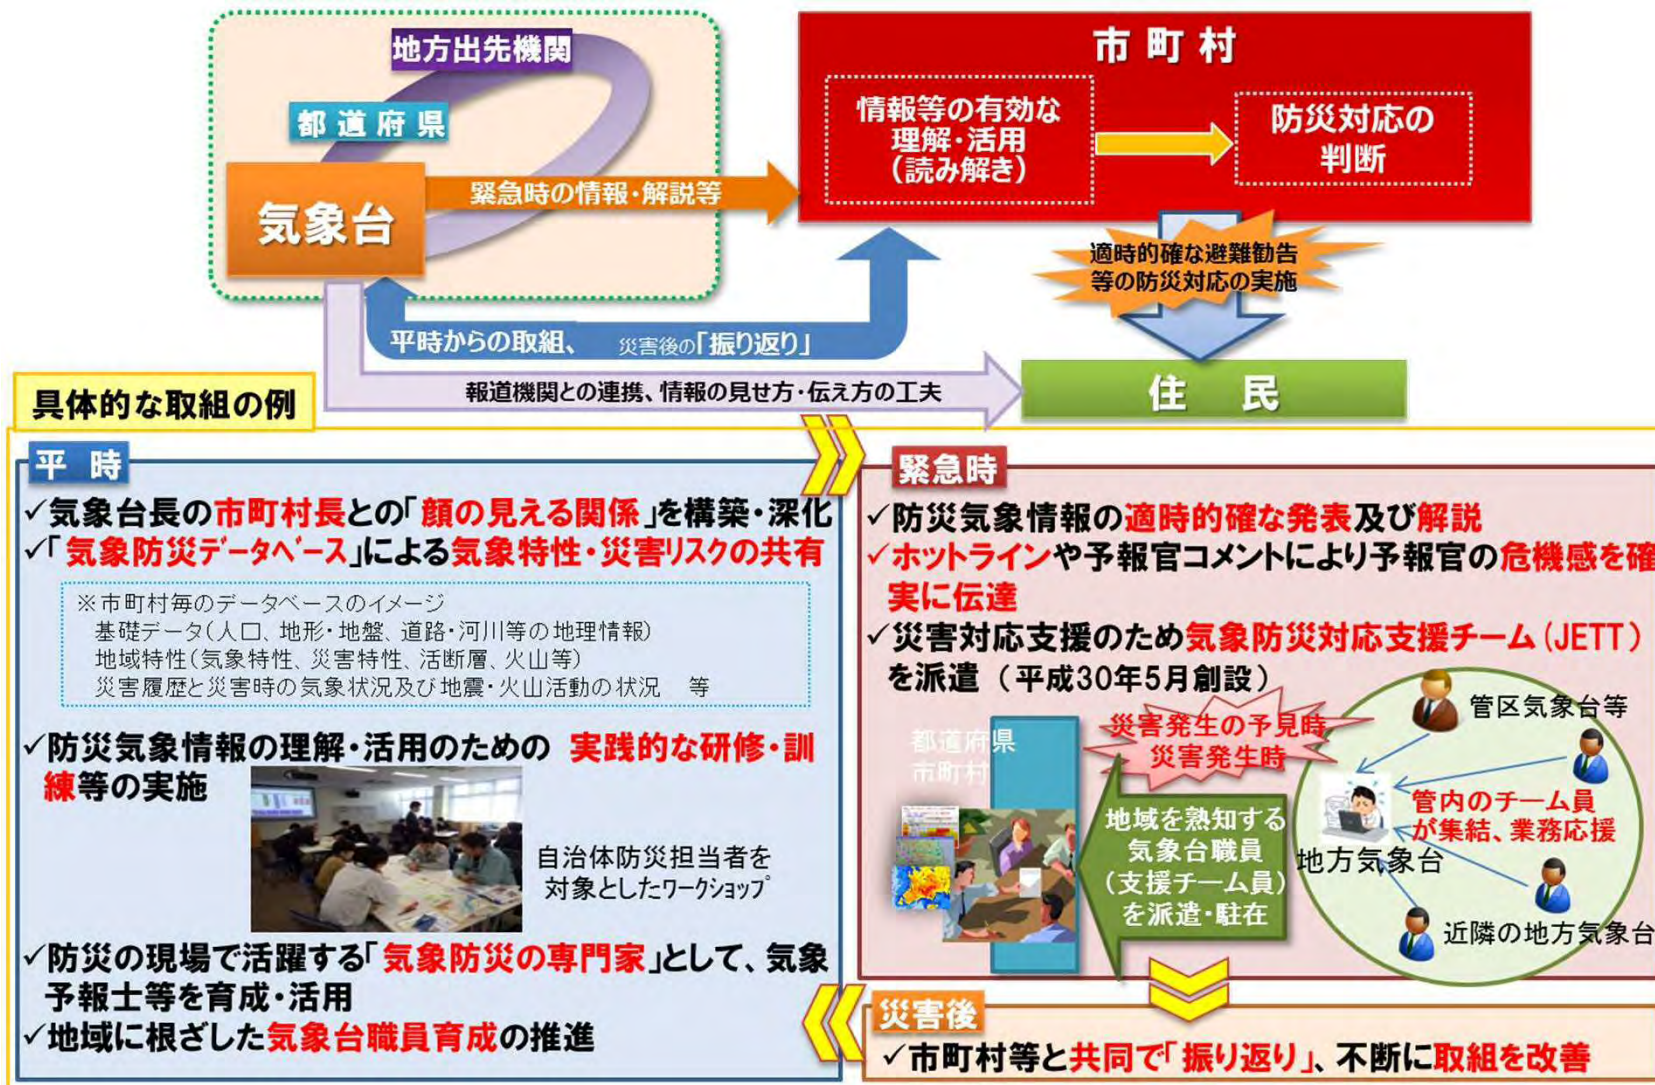 地方出先機関
都道府県
気象台
緊急時の情報・解説等
市町村
情報等の有効な
理解・活用
（読み解き）
防災対応の
判断
適時的確な避難勧告
等の防災対応の実施
平時からの取組、 災害後の「振り返り」
報道機関との連携、情報の見せ方・伝え方の工夫
住民
具体的な取組の例
平時
✓気象台長の市町村長との「顔の見える関係」を構築・深化
✓「気象防災データベース」による気象特性・災害リスクの共有
※市町村毎のデータベースのイメージ
基礎データ(人口、地形・地盤、道路・河川等の地理情報)
地域特性(気象特性、災害特性、活断層、火山等)
災害履歴と災害時の気象状況及び地震・火山活動の状況 等
✓防災気象情報の理解・活用のための 実践的な研修・訓
練等の実施
自治体防災担当者を
対象としたワークショップ
✓防災の現場で活躍する「気象防災の専門家」として、気象
予報士等を育成・活用
✓地域に根ざした気象台職員育成の推進
緊急時
✓防災気象情報の適時的確な発表及び解説
✓ホットラインや予報官コメントにより予報官の危機感を確
実に伝達
✓災害対応支援のため気象防災対応支援チーム（JETT）
を派遣（平成30年5月創設）
都道府県
市町村
災害発生の予見時
災害発生時
地域を熟知する
気象台職員
（支援チーム員）
を派遣・駐在
管区気象台等
管内のチーム員
が集結、業務応援
地方気象台
近隣の地方気象台
災害後
✓市町村等と共同で「振り返り」、不断に取組を改善